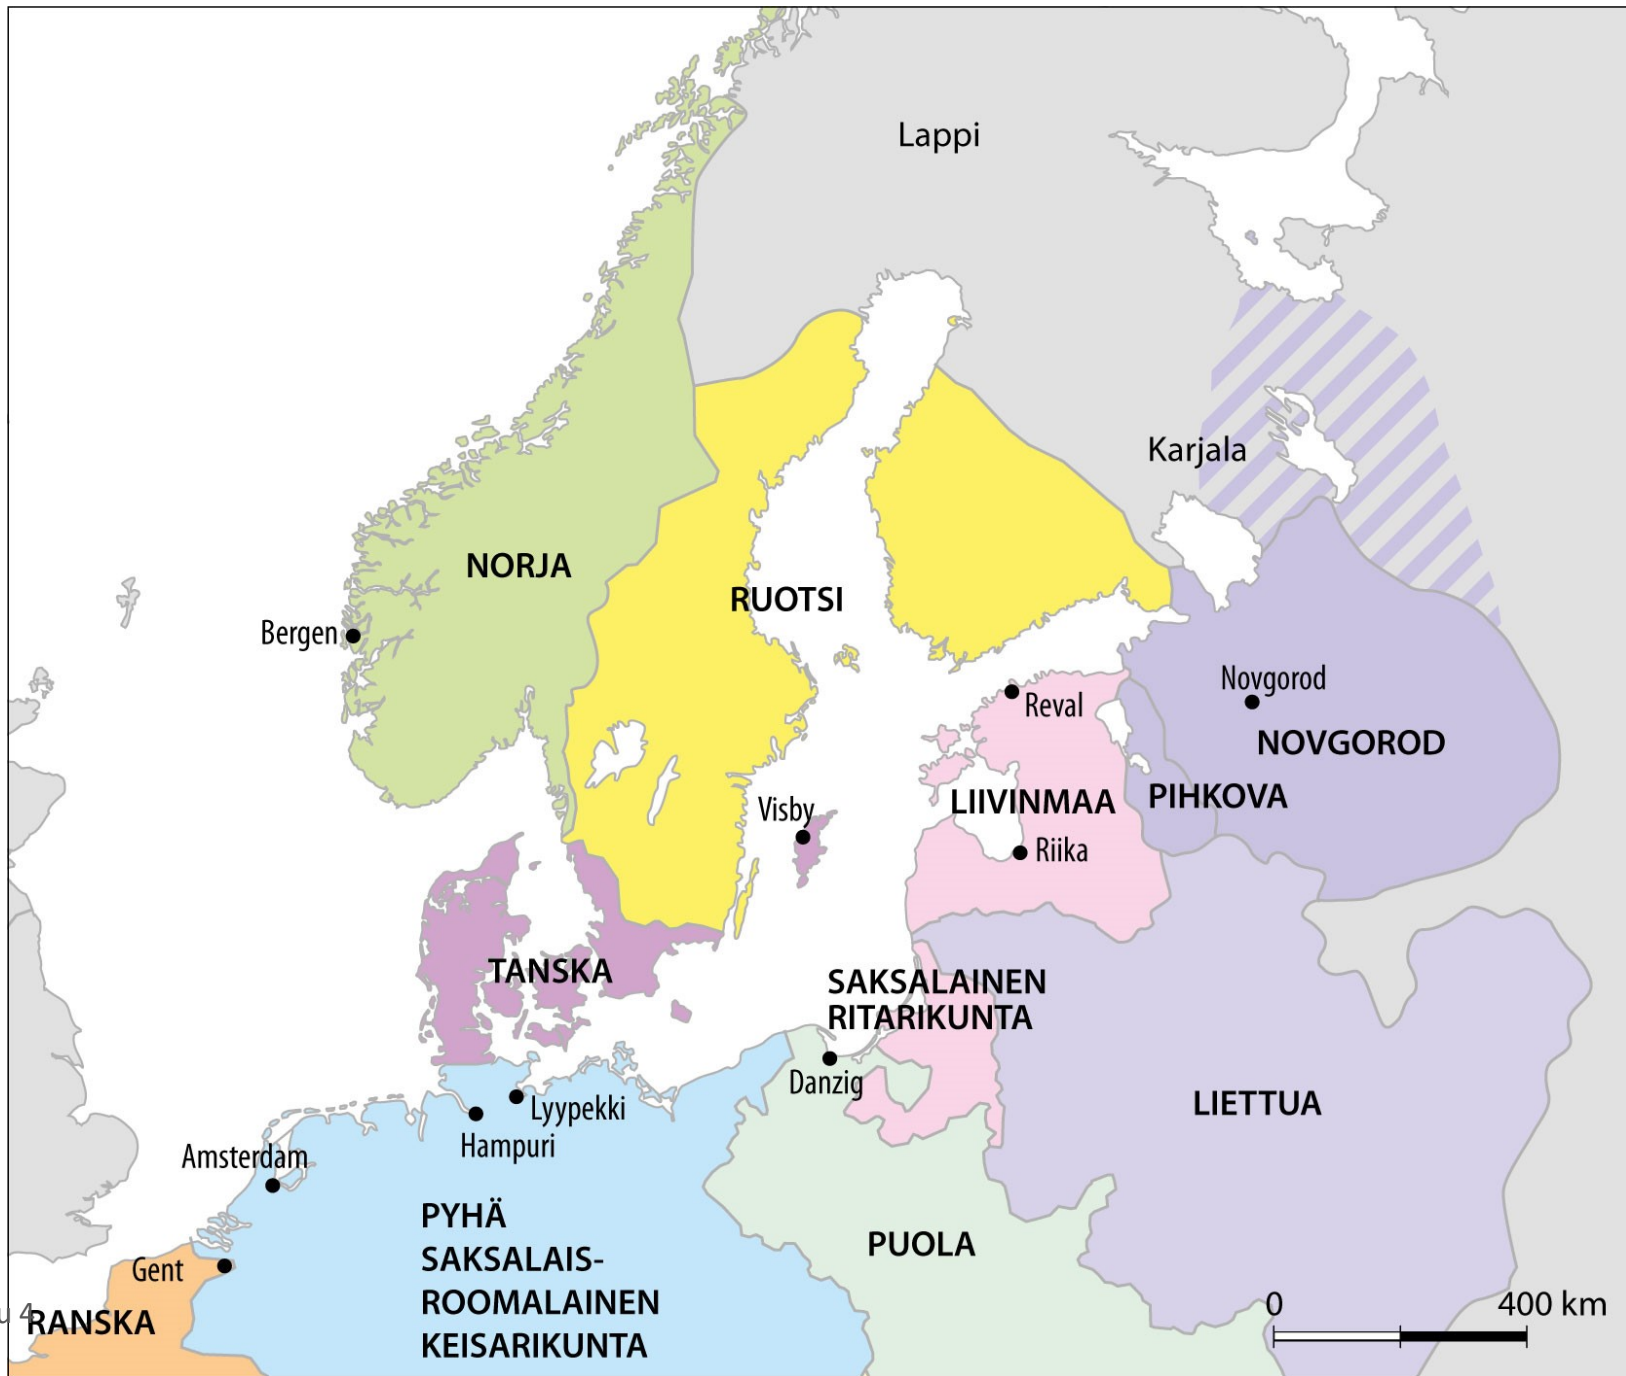 Lappi
Karjala
NORJA
RUOTSI
Bergen
Novgorod
Reval
NOVGOROD
Visby
LIIVINMAA
PIHKOVA
Riika
TANSKA
SAKSALAINEN
RITARIKUNTA
Danzig
LIETTUA
Lyypekki
Hampuri
Amsterdam
PYHÄ
SAKSALAIS-
ROOMALAINEN
KEISARIKUNTA
PUOLA
Gent
0 400 km
u 4
RANSKA